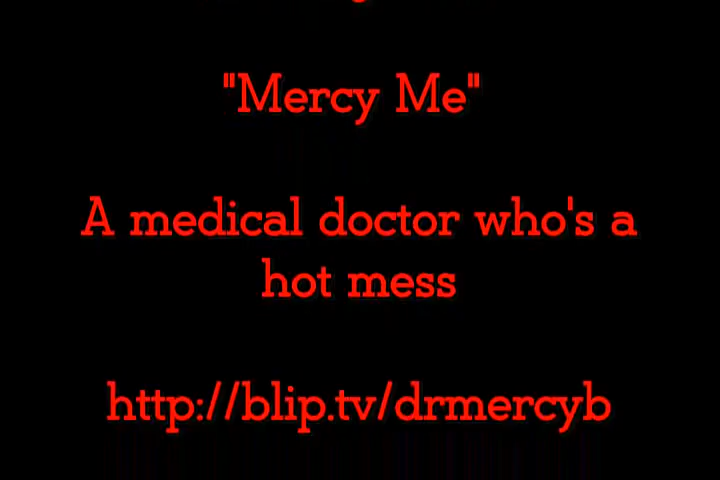 "Mercy Me"
A medical doctor who's a
hot mess
http://blip.tv/drmercyb